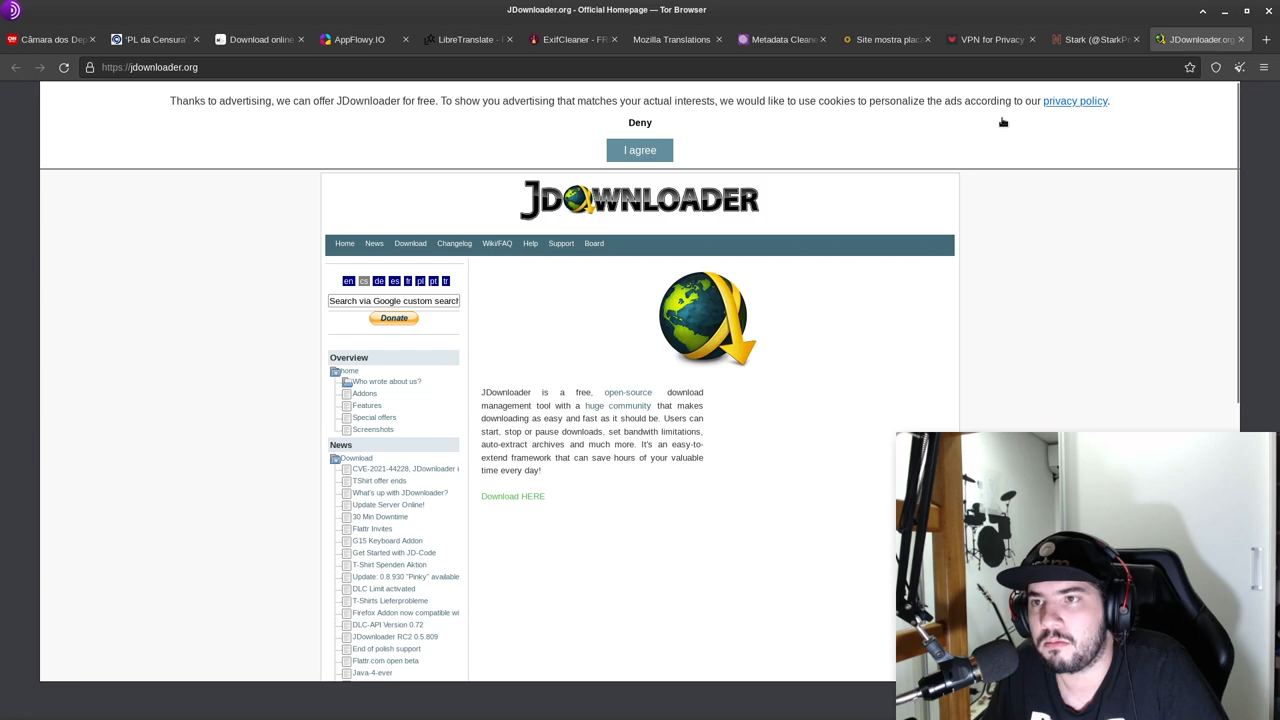 JDownloader.org - Official Homepage — Tor Browser
Câmara dos Dep
'PL da Censura'
Download online
AppFlowy.IO
LibreTranslate - F
ExifCleaner - FR
Mozilla Translations
Metadata Cleane
Site mostra plac
VPN for Privacy
Stark (@StarkPr
JDownloader.org
https://jdownloader.org
Thanks to advertising, we can offer JDownloader for free. To show you advertising that matches your actual interests, we would like to use cookies to personalize the ads according to our privacy policy.
Deny
I agree
JDOWNLOADER
Home News Download Changelog Wiki/FAQ Help Support Board
en cs de es fr pl pt tr
Search via Google custom search
Donate
Overview
home
Who wrote about us?
Addons
Features
Special offers
Screenshots
News
Download
CVE-2021-44228, JDownloader i
TShirt offer ends
What's up with JDownloader?
Update Server Online!
30 Min Downtime
Flattr Invites
G15 Keyboard Addon
Get Started with JD-Code
T-Shirt Spenden Aktion
Update: 0.8.930 "Pinky" available
DLC Limit activated
T-Shirts Lieferprobleme
Firefox Addon now compatible wi
DLC-API Version 0.72
JDownloader RC2 0.5.809
End of polish support
Flattr.com open beta
Java-4-ever
JDownloader is a free, open-source download
management tool with a huge community that makes
downloading as easy and fast as it should be. Users can
start, stop or pause downloads, set bandwith limitations,
auto-extract archives and much more. It's an easy-to-
extend framework that can save hours of your valuable
time every day!
Download HERE